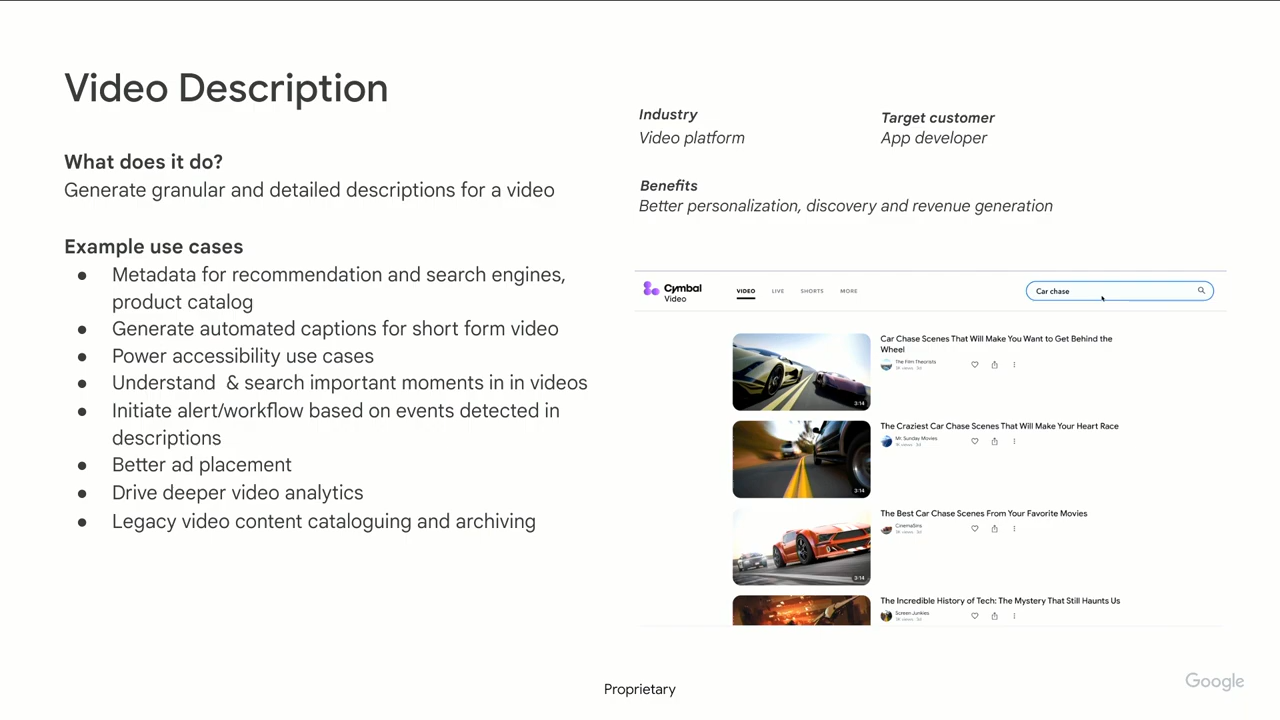 Video Description
What does it do?
Generate granular and detailed descriptions for a video
Example use cases
● Metadata for recommendation and search engines,
product catalog
● Generate automated captions for short form video
● Power accessibility use cases
● Understand  & search important moments in in videos
● Initiate alert/workflow based on events detected in
descriptions
● Better ad placement
● Drive deeper video analytics
● Legacy video content cataloguing and archiving
Industry
Video platform
Target customer
App developer
Benefits
Better personalization, discovery and revenue generation
Cymbal
Video
VIDEO LIVE SHORTS MORE
Car chase
3:14
Car Chase Scenes That Will Make You Want to Get Behind the
Wheel
The Film Theorists
3:14
The Craziest Car Chase Scenes That Will Make Your Heart Race
Mr. Sunday Movies
3:14
The Best Car Chase Scenes From Your Favorite Movies
CinemaSins
The Incredible History of Tech: The Mystery That Still Haunts Us
Screen Junkies
Proprietary
Google